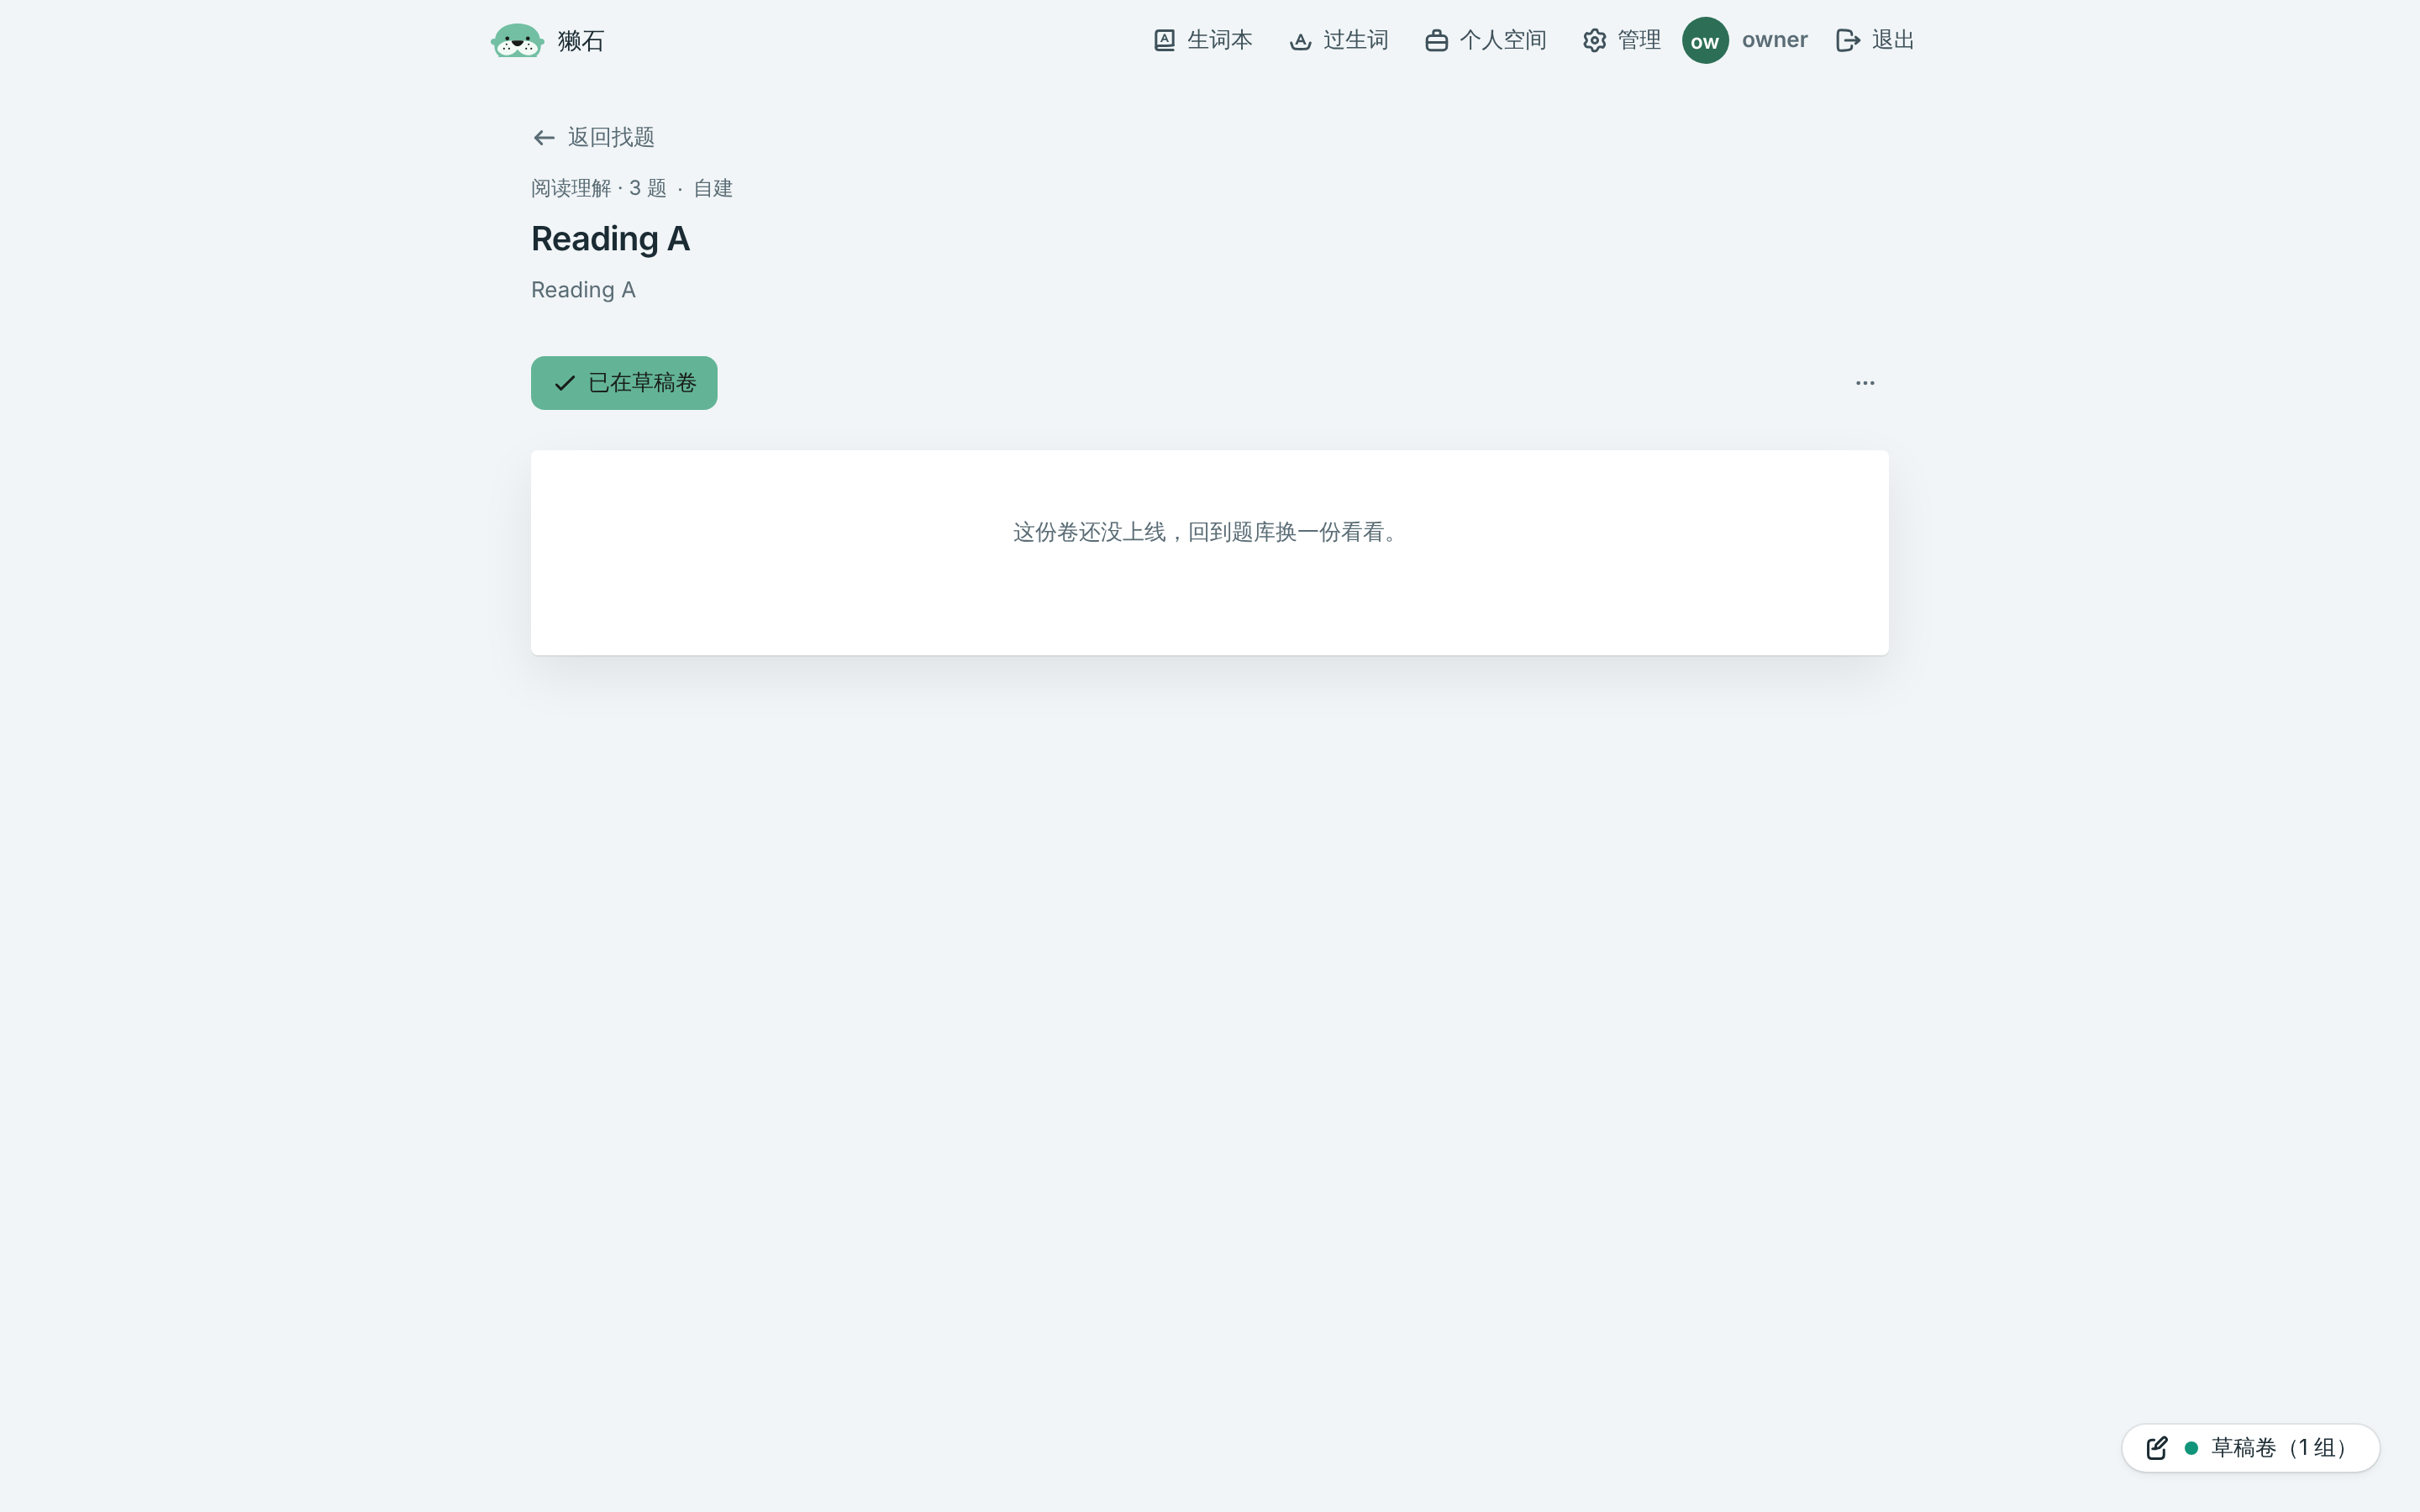 獭石
生词本 过生词 个人空间 管理 ow owner 退出
返回找题
阅读理解 · 3 题 · 自建
Reading A
Reading A
已在草稿卷
这份卷还没上线，回到题库换一份看看。
草稿卷（1 组）